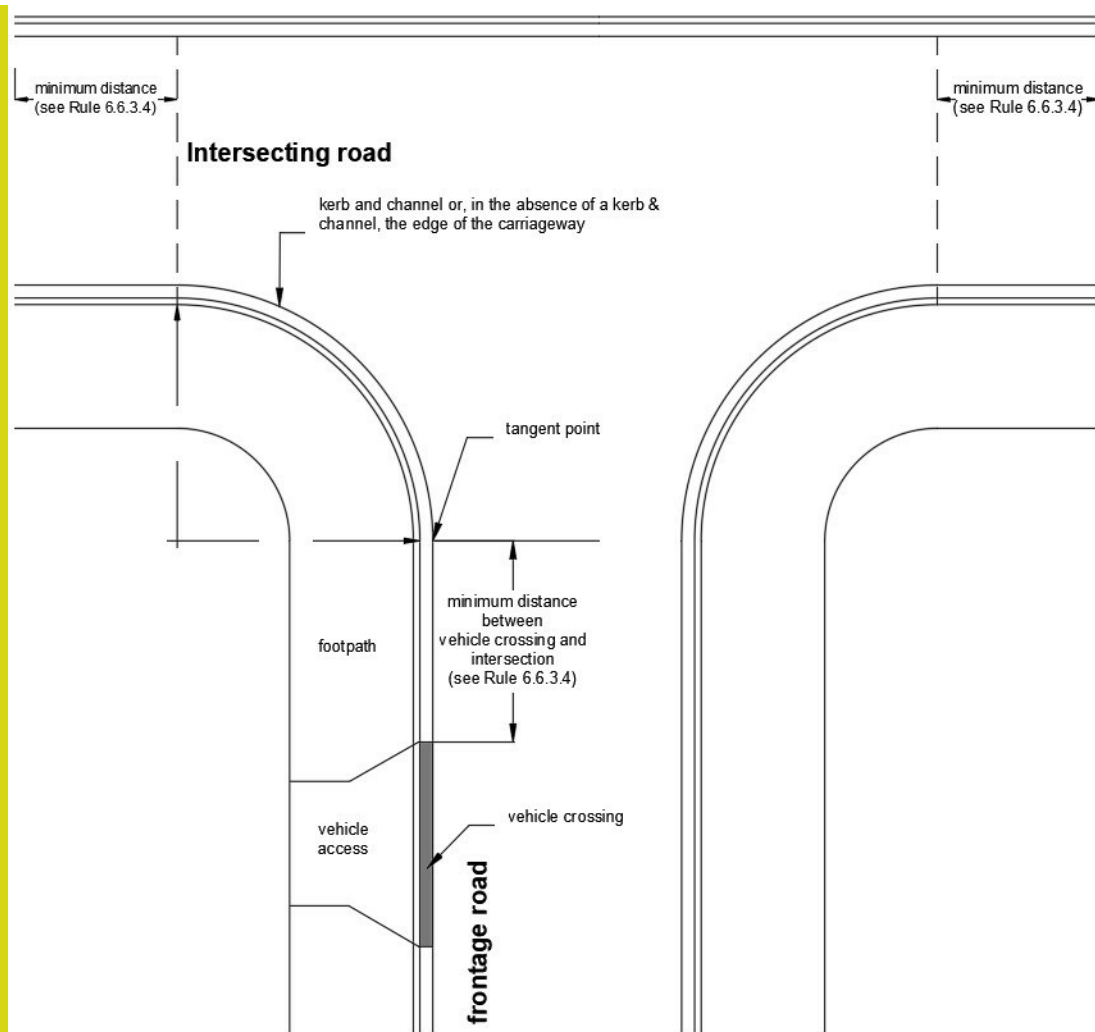 minimum distance
(see Rule 6.6.3.4)
minimum distance
(see Rule 6.6.3.4)
Intersecting road
kerb and channel or, in the absence of a kerb &
channel, the edge of the carriageway
tangent point
minimum distance
between
vehicle crossing and
intersection
(see Rule 6.6.3.4)
footpath
vehicle crossing
vehicle
access
frontage road